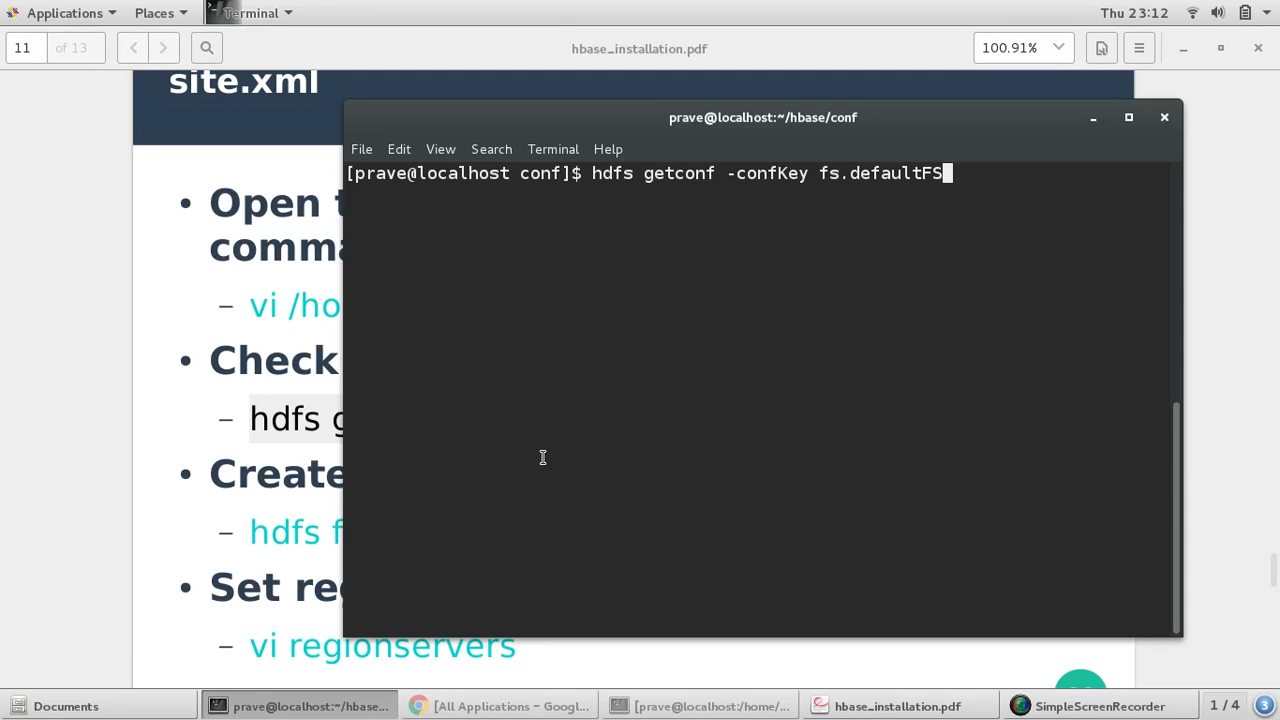 Applications Places Terminal Thu 23:12
11 of 13 hbase_installation.pdf 100.91%
site.xml
prave@localhost:~/hbase/conf
File Edit View Search Terminal Help
[prave@localhost conf]$ hdfs getconf -confKey fs.defaultFS
• Open
comma
– vi /ho
• Check
– hdfs g
• Create
– hdfs f
• Set reg
– vi regionservers
Documents prave@localhost:~/hbase... [All Applications – Googl... [prave@localhost:/home/... hbase_installation.pdf SimpleScreenRecorder 1 / 4 3